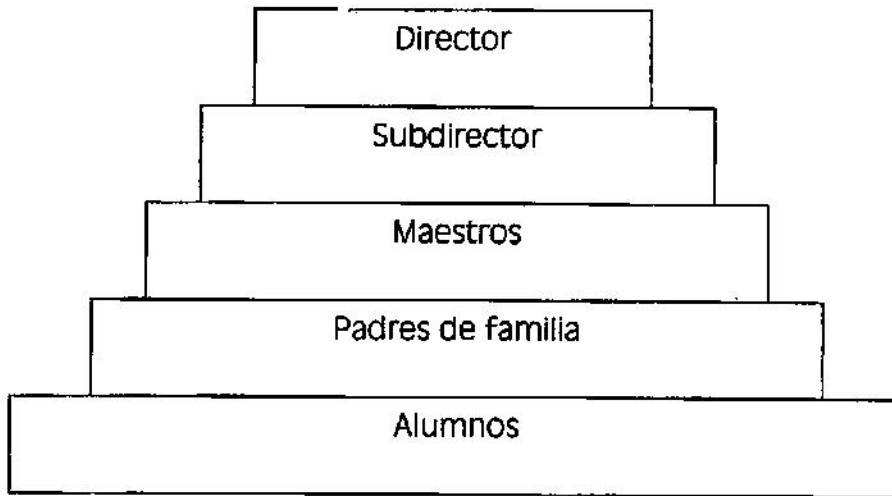 Director
Subdirector
Maestros
Padres de familia
Alumnos